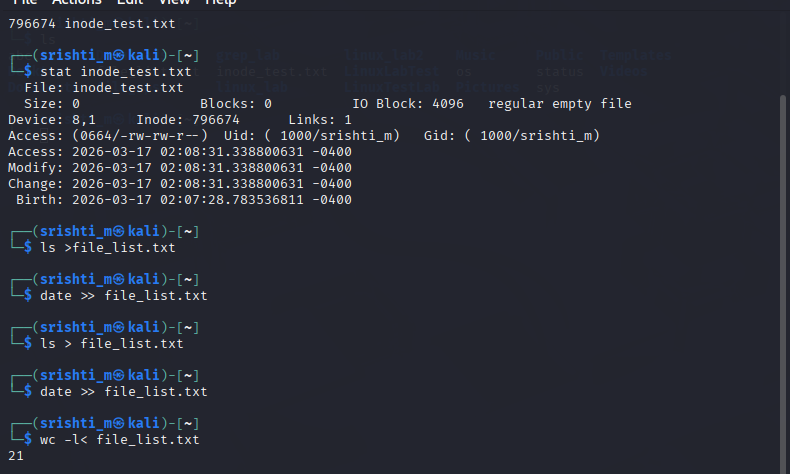 File Actions Edit View Help
796674 inode_test.txt
┌──(srishti_m㉿kali)-[~]
└─$ stat inode_test.txt
  File: inode_test.txt
  Size: 0               Blocks: 0          IO Block: 4096   regular empty file
Device: 8,1     Inode: 796674      Links: 1
Access: (0664/-rw-rw-r--)  Uid: ( 1000/srishti_m)   Gid: ( 1000/srishti_m)
Access: 2026-03-17 02:08:31.338800631 -0400
Modify: 2026-03-17 02:08:31.338800631 -0400
Change: 2026-03-17 02:08:31.338800631 -0400
 Birth: 2026-03-17 02:07:28.783536811 -0400
┌──(srishti_m㉿kali)-[~]
└─$ ls >file_list.txt
┌──(srishti_m㉿kali)-[~]
└─$ date >> file_list.txt
┌──(srishti_m㉿kali)-[~]
└─$ ls > file_list.txt
┌──(srishti_m㉿kali)-[~]
└─$ date >> file_list.txt
┌──(srishti_m㉿kali)-[~]
└─$ wc -l< file_list.txt
21